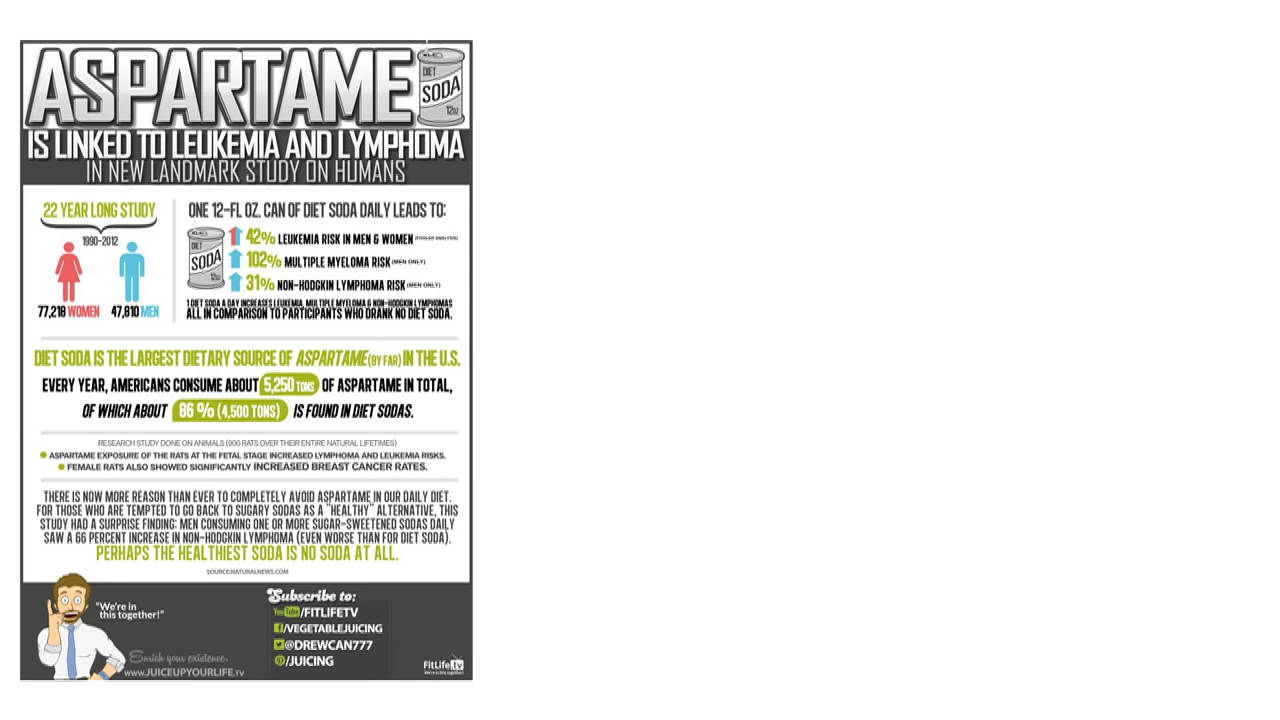 ASPARTAME
DIET
SODA
12oz
IS LINKED TO LEUKEMIA AND LYMPHOMA
IN NEW LANDMARK STUDY ON HUMANS
22 YEAR LONG STUDY
1990-2012
77,218 WOMEN
47,810 MEN
ONE 12-FL OZ. CAN OF DIET SODA DAILY LEADS TO:
DIET
SODA
12oz
42% LEUKEMIA RISK IN MEN & WOMEN (POOLED ANALYSIS)
102% MULTIPLE MYELOMA RISK (MEN ONLY)
31% NON-HODGKIN LYMPHOMA RISK (MEN ONLY)
1 DIET SODA A DAY INCREASES LEUKEMIA, MULTIPLE MYELOMA & NON-HODGKIN LYMPHOMAS
ALL IN COMPARISON TO PARTICIPANTS WHO DRANK NO DIET SODA.
DIET SODA IS THE LARGEST DIETARY SOURCE OF ASPARTAME (BY FAR) IN THE U.S.
EVERY YEAR, AMERICANS CONSUME ABOUT 5,250 TONS OF ASPARTAME IN TOTAL,
OF WHICH ABOUT 86 % (4,500 TONS) IS FOUND IN DIET SODAS.
RESEARCH STUDY DONE ON ANIMALS (900 RATS OVER THEIR ENTIRE NATURAL LIFETIMES)
ASPARTAME EXPOSURE OF THE RATS AT THE FETAL STAGE INCREASED LYMPHOMA AND LEUKEMIA RISKS.
FEMALE RATS ALSO SHOWED SIGNIFICANTLY INCREASED BREAST CANCER RATES.
THERE IS NOW MORE REASON THAN EVER TO COMPLETELY AVOID ASPARTAME IN OUR DAILY DIET.
FOR THOSE WHO ARE TEMPTED TO GO BACK TO SUGARY SODAS AS A "HEALTHY" ALTERNATIVE, THIS
STUDY HAD A SURPRISE FINDING: MEN CONSUMING ONE OR MORE SUGAR-SWEETENED SODAS DAILY
SAW A 66 PERCENT INCREASE IN NON-HODGKIN LYMPHOMA (EVEN WORSE THAN FOR DIET SODA).
PERHAPS THE HEALTHIEST SODA IS NO SODA AT ALL.
SOURCE:NATURALNEWS.COM
"We're in
this together!"
Enrich your existence.
www.JUICEUPYOURLIFE.TV
Subscribe to:
YouTube/FITLIFETV
f/VEGETABLEJUICING
@DREWCAN777
/JUICING
FitLife.tv
We're in this together!